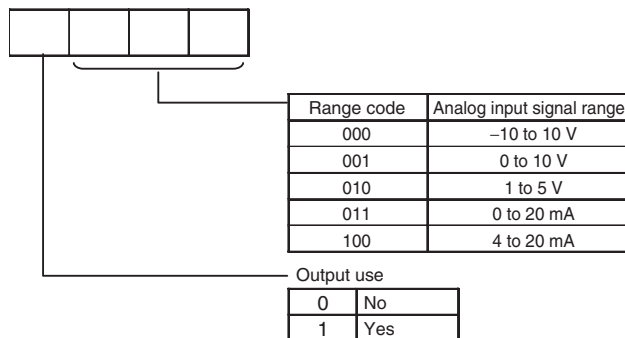 Range code Analog input signal range
000 –10 to 10 V
001 0 to 10 V
010 1 to 5 V
011 0 to 20 mA
100 4 to 20 mA
Output use
0 No
1 Yes